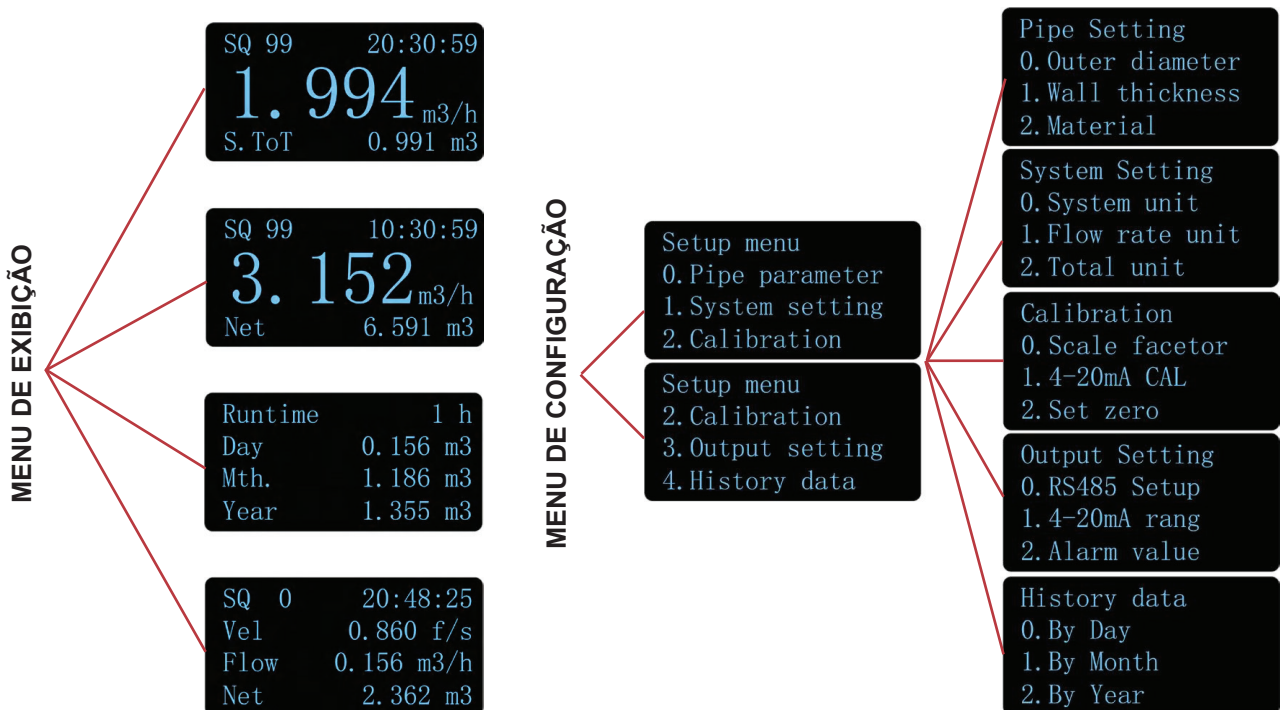 MENU DE EXIBIÇÃO
SQ 99 20:30:59
1.994 m3/h
S.ToT 0.991 m3
SQ 99 10:30:59
3.152 m3/h
Net 6.591 m3
Runtime 1 h
Day 0.156 m3
Mth. 1.186 m3
Year 1.355 m3
SQ 0 20:48:25
Vel 0.860 f/s
Flow 0.156 m3/h
Net 2.362 m3
MENU DE CONFIGURAÇÃO
Setup menu
0.Pipe parameter
1.System setting
2.Calibration
Setup menu
2.Calibration
3.Output setting
4.History data
Pipe Setting
0.Outer diameter
1.Wall thickness
2.Material
System Setting
0.System unit
1.Flow rate unit
2.Total unit
Calibration
0.Scale facetor
1.4-20mA CAL
2.Set zero
Output Setting
0.RS485 Setup
1.4-20mA rang
2.Alarm value
History data
0.By Day
1.By Month
2.By Year